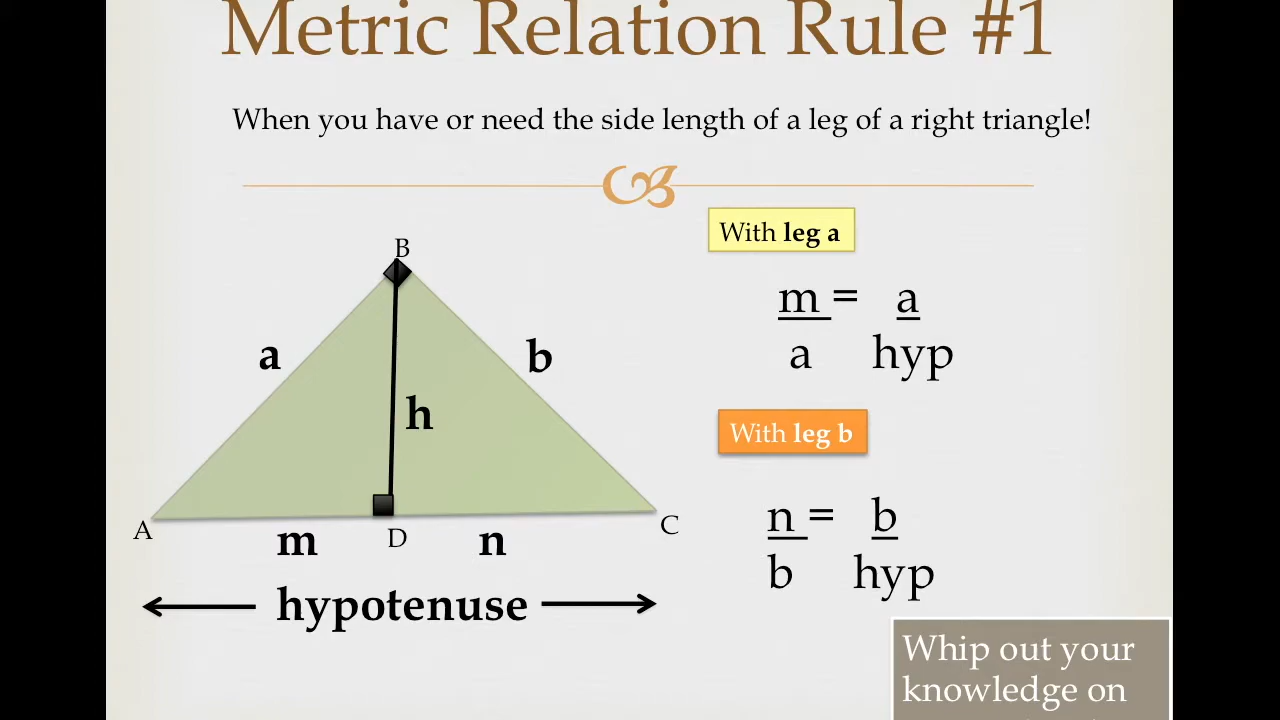 Metric Relation Rule #1
When you have or need the side length of a leg of a right triangle!
With leg a
m = a
a hyp
With leg b
n = b
b hyp
B
a
b
h
A
D
C
m
n
hypotenuse
Whip out your
knowledge on